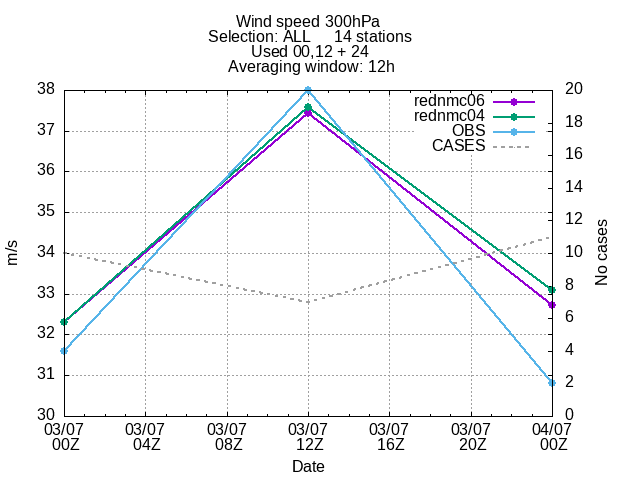 Wind speed 300hPa
Selection: ALL 14 stations
Used 00,12 + 24
Averaging window: 12h
rednmc06
rednmc04
OBS
CASES
38
37
36
35
34
33
32
31
30
m/s
20
18
16
14
12
10
8
6
4
2
0
No cases
03/07 03/07 03/07 03/07 03/07 03/07 04/07
00Z 04Z 08Z 12Z 16Z 20Z 00Z
Date